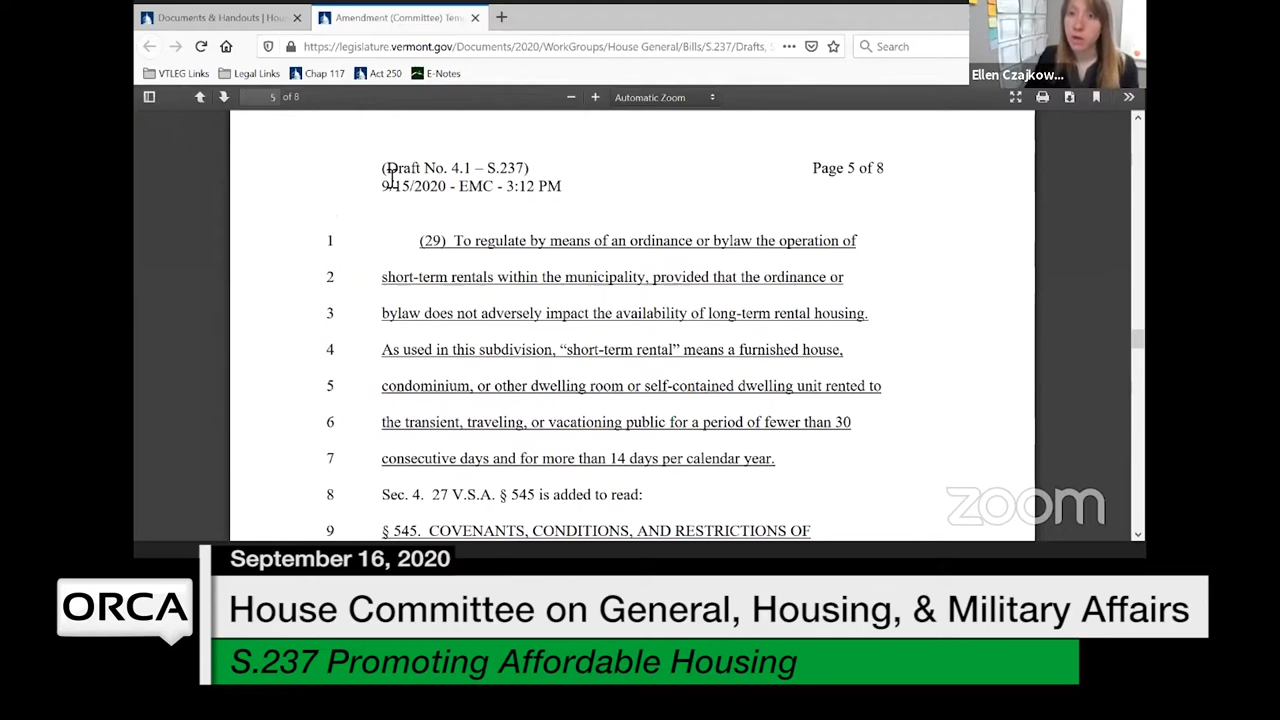 Documents & Handouts | Hous
Amendment (Committee) Tem
https://legislature.vermont.gov/Documents/2020/WorkGroups/House General/Bills/S.237/Drafts,
Search
VTLEG Links
Legal Links
Chap 117
Act 250
E-Notes
Ellen Czajkow...
5 of 8
Automatic Zoom
(Draft No. 4.1 – S.237)
Page 5 of 8
9/15/2020 - EMC - 3:12 PM
1 (29) To regulate by means of an ordinance or bylaw the operation of
2 short-term rentals within the municipality, provided that the ordinance or
3 bylaw does not adversely impact the availability of long-term rental housing.
4 As used in this subdivision, “short-term rental” means a furnished house,
5 condominium, or other dwelling room or self-contained dwelling unit rented to
6 the transient, traveling, or vacationing public for a period of fewer than 30
7 consecutive days and for more than 14 days per calendar year.
8 Sec. 4. 27 V.S.A. § 545 is added to read:
9 § 545. COVENANTS, CONDITIONS, AND RESTRICTIONS OF
zoom
September 16, 2020
ORCA
House Committee on General, Housing, & Military Affairs
S.237 Promoting Affordable Housing